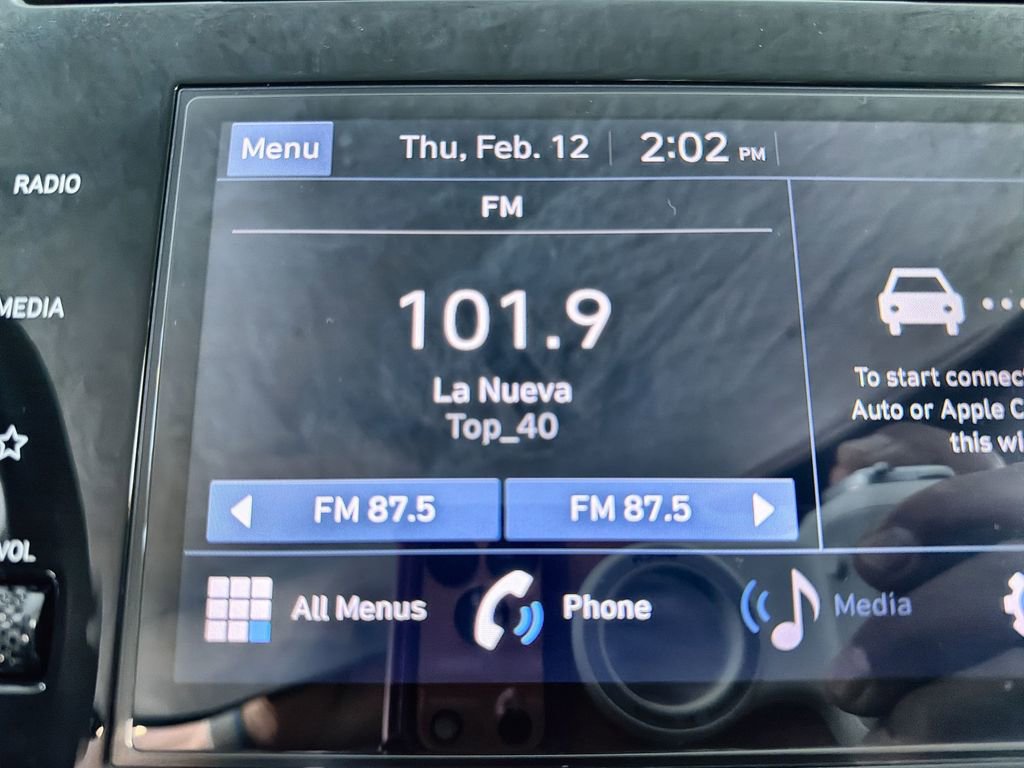 RADIO
MEDIA
VOL
Menu
Thu, Feb. 12
2:02 PM
FM
101.9
La Nueva
Top_40
FM 87.5
FM 87.5
To start connec
Auto or Apple C
this wi
All Menus
Phone
Media